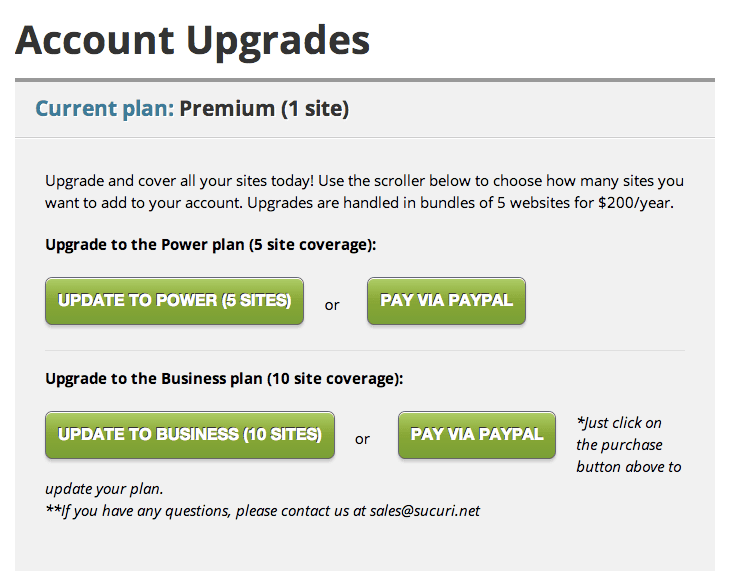 Account Upgrades
Current plan: Premium (1 site)
Upgrade and cover all your sites today! Use the scroller below to choose how many sites you
want to add to your account. Upgrades are handled in bundles of 5 websites for $200/year.
Upgrade to the Power plan (5 site coverage):
UPDATE TO POWER (5 SITES) or PAY VIA PAYPAL
Upgrade to the Business plan (10 site coverage):
UPDATE TO BUSINESS (10 SITES) or PAY VIA PAYPAL
*Just click on
the purchase
button above to
update your plan.
**If you have any questions, please contact us at sales@sucuri.net